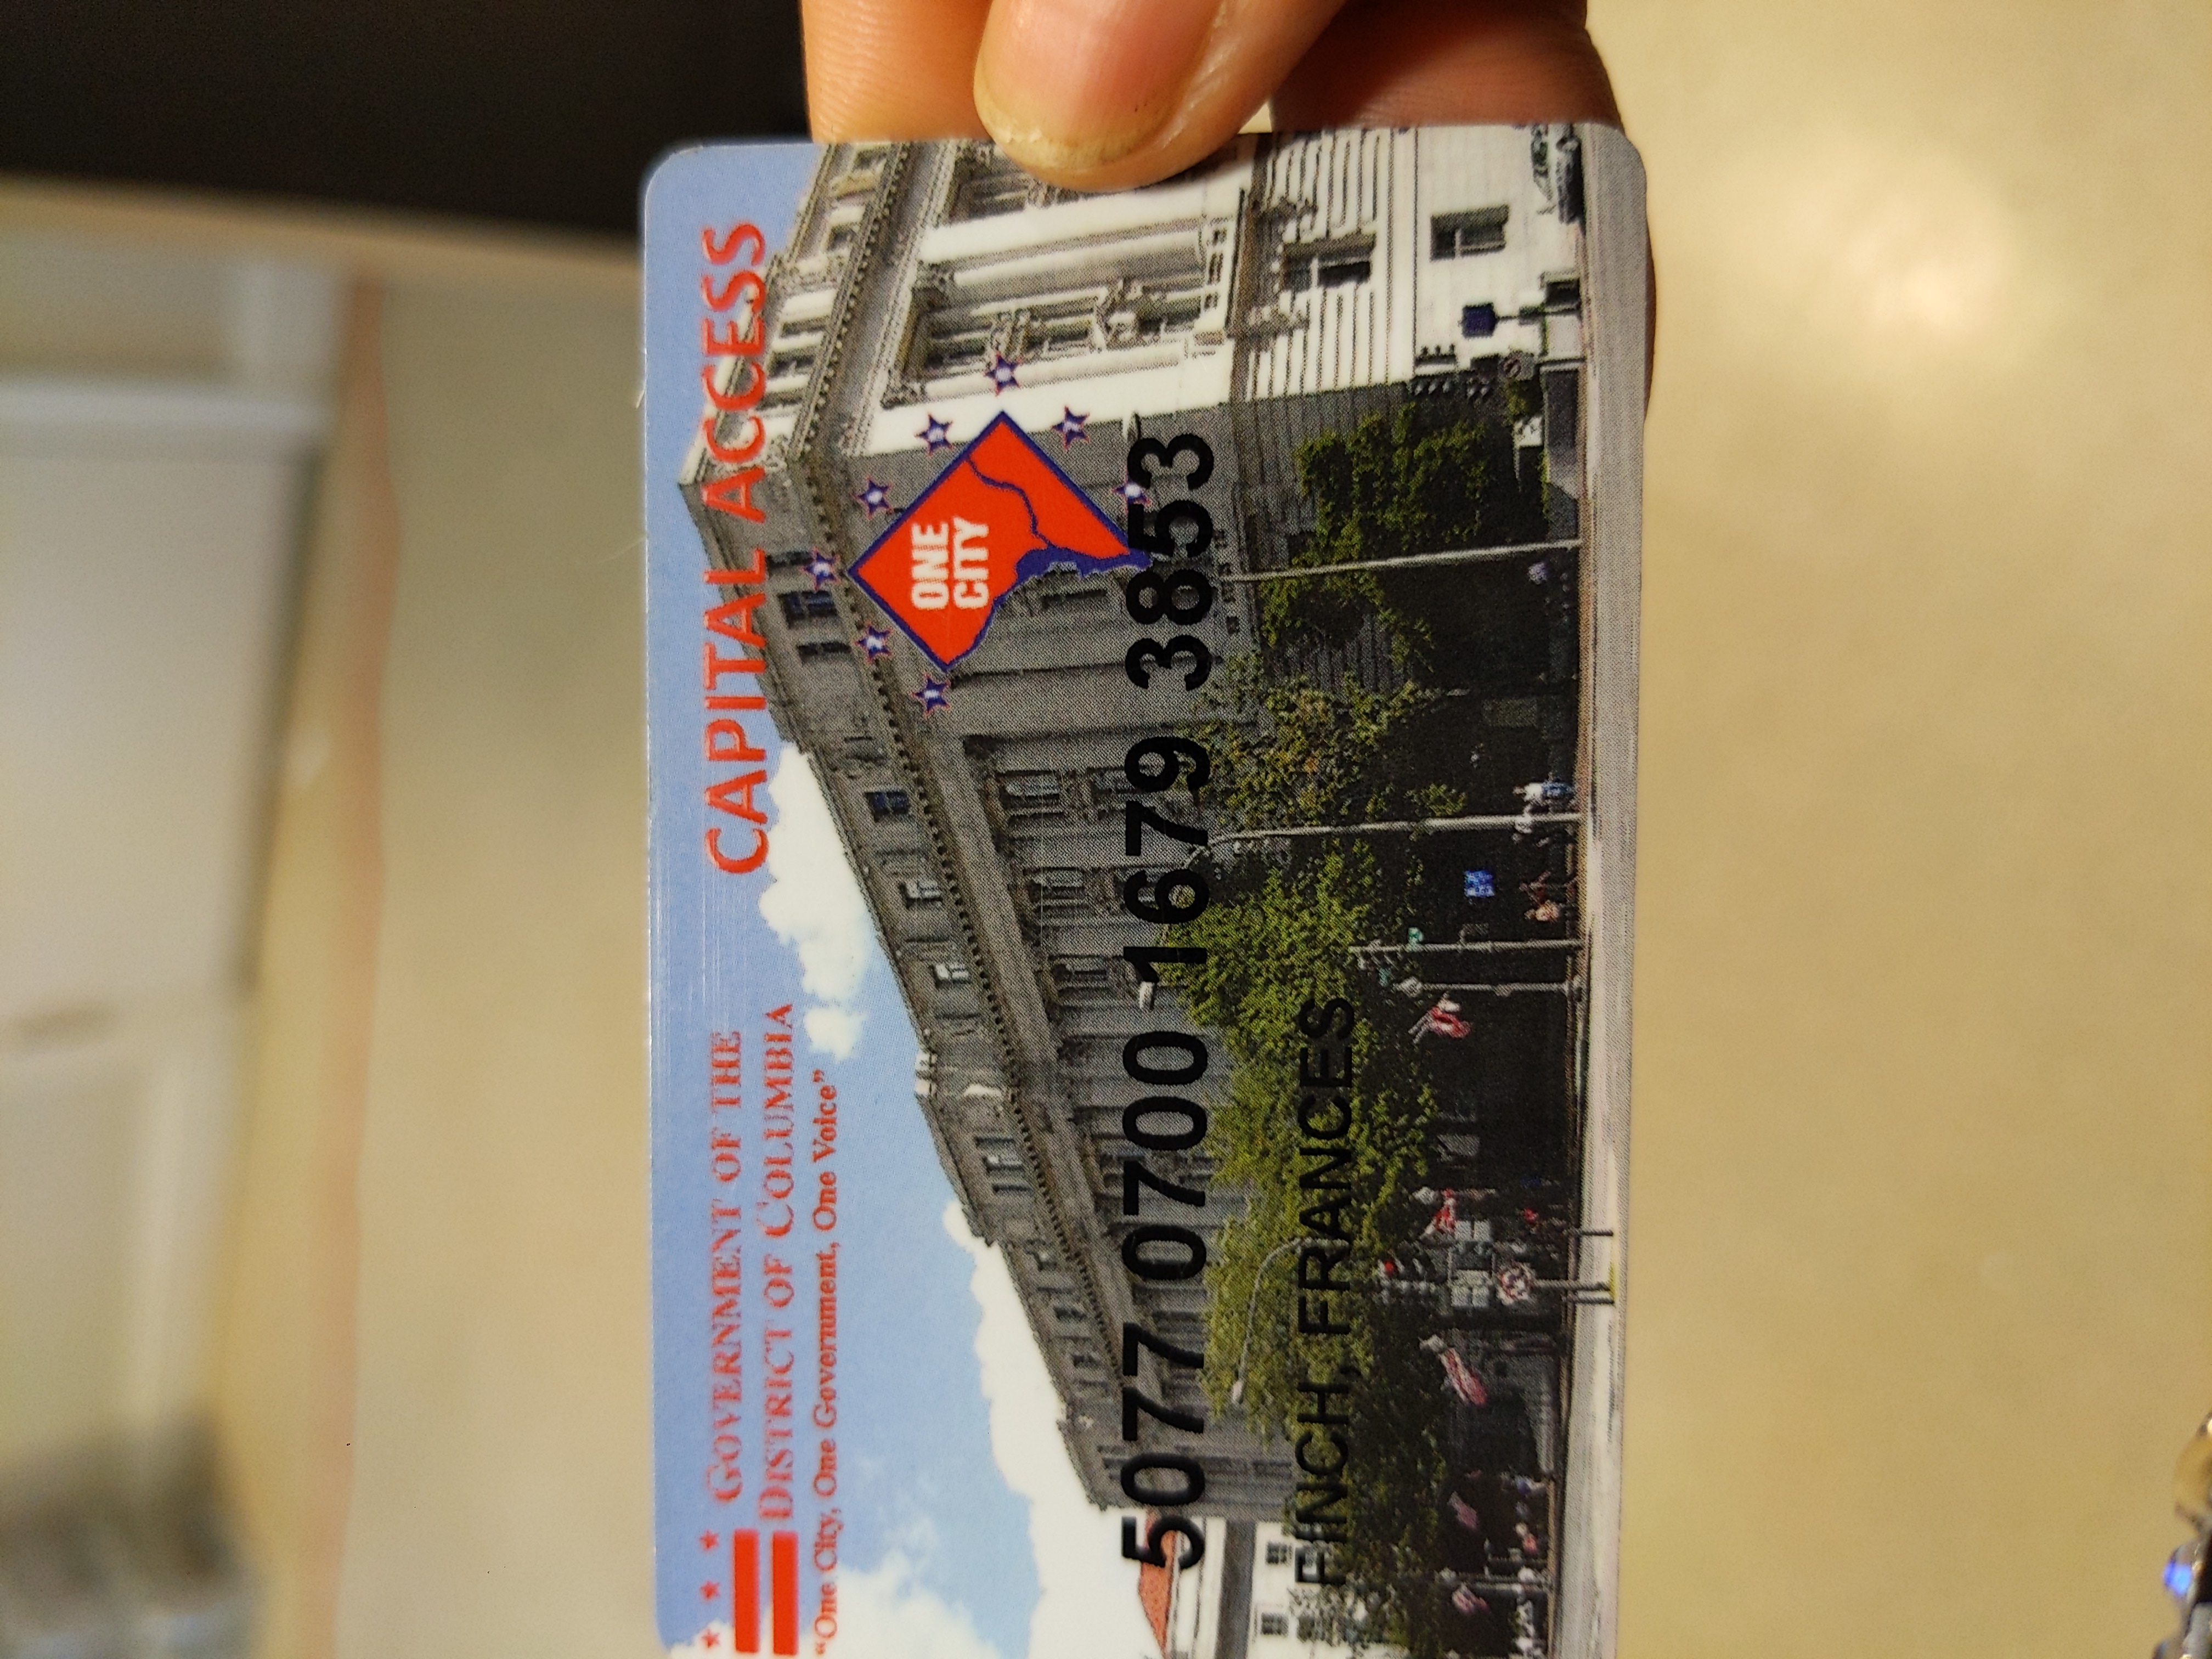 GOVERNMENT OF THE
DISTRICT OF COLUMBIA
"One City, One Government, One Voice"
CAPITAL ACCESS
ONE
CITY
5077 0700 1679 3853
FINCH, FRANCES